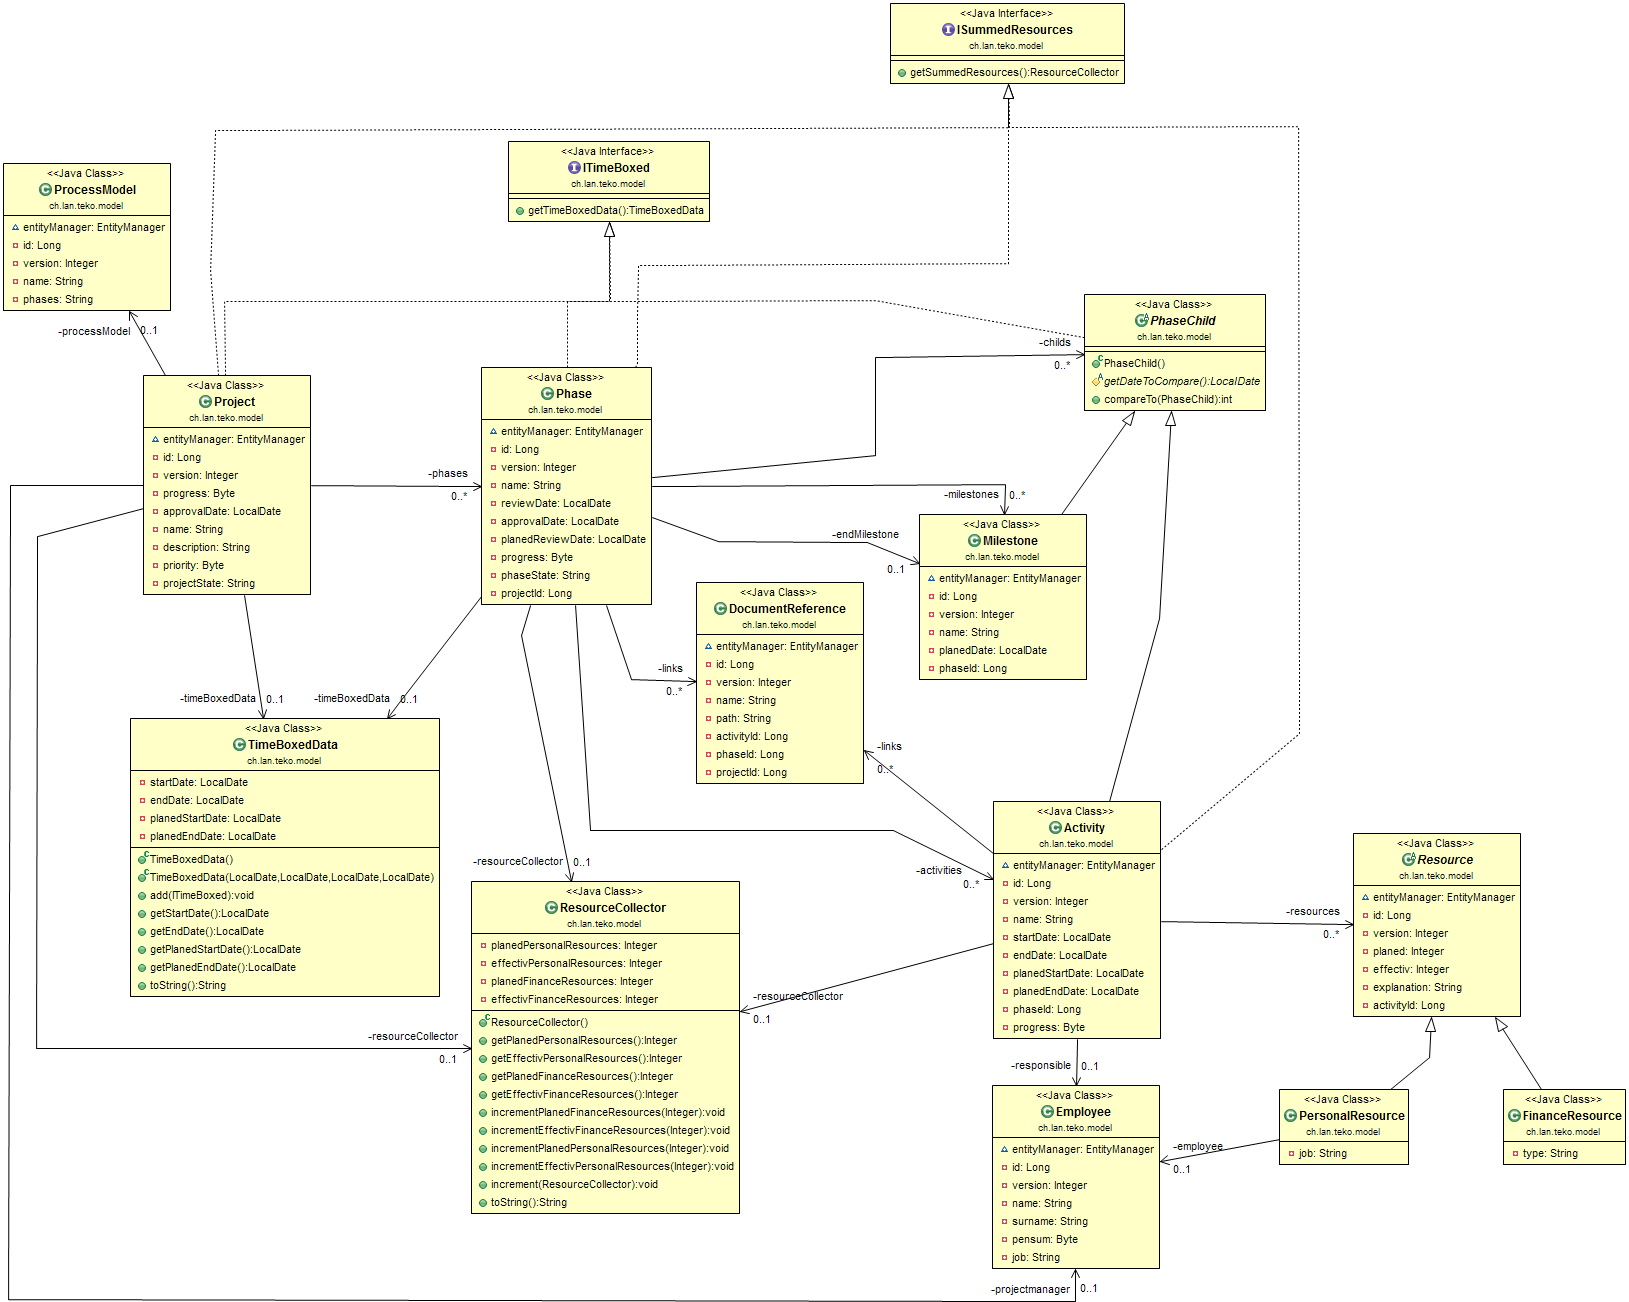 <<Java Interface>>
ISummedResources
ch.lan.teko.model
getSummedResources():ResourceCollector
<<Java Interface>>
ITimeBoxed
ch.lan.teko.model
getTimeBoxedData():TimeBoxedData
<<Java Class>>
ProcessModel
ch.lan.teko.model
entityManager: EntityManager
id: Long
version: Integer
name: String
phases: String
-processModel 0..1
<<Java Class>>
PhaseChild
ch.lan.teko.model
PhaseChild()
getDateToCompare():LocalDate
compareTo(PhaseChild):int
-childs
0..*
<<Java Class>>
Project
ch.lan.teko.model
entityManager: EntityManager
id: Long
version: Integer
progress: Byte
approvalDate: LocalDate
name: String
description: String
priority: Byte
projectState: String
-phases
0..*
<<Java Class>>
Phase
ch.lan.teko.model
entityManager: EntityManager
id: Long
version: Integer
name: String
reviewDate: LocalDate
approvalDate: LocalDate
planedReviewDate: LocalDate
progress: Byte
phaseState: String
projectId: Long
-milestones 0..*
-endMilestone
0..1
<<Java Class>>
Milestone
ch.lan.teko.model
entityManager: EntityManager
id: Long
version: Integer
name: String
planedDate: LocalDate
phaseId: Long
<<Java Class>>
DocumentReference
ch.lan.teko.model
entityManager: EntityManager
id: Long
version: Integer
name: String
path: String
activityId: Long
phaseId: Long
projectId: Long
-links
0..*
-links
0..*
-timeBoxedData 0..1
-timeBoxedData 0..1
<<Java Class>>
TimeBoxedData
ch.lan.teko.model
startDate: LocalDate
endDate: LocalDate
planedStartDate: LocalDate
planedEndDate: LocalDate
TimeBoxedData()
TimeBoxedData(LocalDate,LocalDate,LocalDate,LocalDate)
add(ITimeBoxed):void
getStartDate():LocalDate
getEndDate():LocalDate
getPlanedStartDate():LocalDate
getPlanedEndDate():LocalDate
toString():String
-resourceCollector 0..1
-activities
0..*
<<Java Class>>
ResourceCollector
ch.lan.teko.model
planedPersonalResources: Integer
effectivPersonalResources: Integer
planedFinanceResources: Integer
effectivFinanceResources: Integer
ResourceCollector()
getPlanedPersonalResources():Integer
getEffectivPersonalResources():Integer
getPlanedFinanceResources():Integer
getEffectivFinanceResources():Integer
incrementPlanedFinanceResources(Integer):void
incrementEffectivFinanceResources(Integer):void
incrementPlanedPersonalResources(Integer):void
incrementEffectivPersonalResources(Integer):void
increment(ResourceCollector):void
toString():String
-resourceCollector
0..1
-resourceCollector
0..1
<<Java Class>>
Activity
ch.lan.teko.model
entityManager: EntityManager
id: Long
version: Integer
name: String
startDate: LocalDate
endDate: LocalDate
planedStartDate: LocalDate
planedEndDate: LocalDate
phaseId: Long
progress: Byte
-resources
0..*
<<Java Class>>
Resource
ch.lan.teko.model
entityManager: EntityManager
id: Long
version: Integer
planed: Integer
effectiv: Integer
explanation: String
activityId: Long
-responsible 0..1
<<Java Class>>
Employee
ch.lan.teko.model
entityManager: EntityManager
id: Long
version: Integer
name: String
surname: String
pensum: Byte
job: String
-employee
0..1
<<Java Class>>
PersonalResource
ch.lan.teko.model
job: String
<<Java Class>>
FinanceResource
ch.lan.teko.model
type: String
-projectmanager 0..1